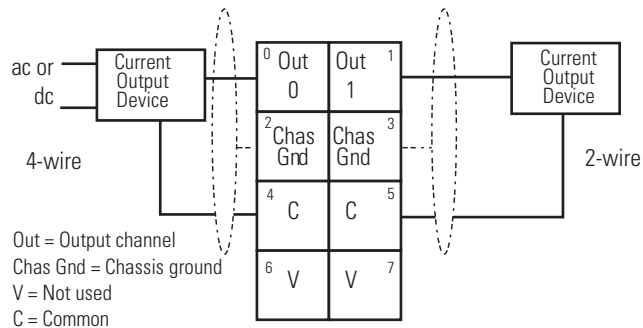 0 Out 0
Out 1 1
ac or
dc
Current
Output
Device
Current
Output
Device
2 Chas
Gnd
Chas 3
Gnd
4-wire
2-wire
4 C
C 5
6 V
V 7
Out = Output channel
Chas Gnd = Chassis ground
V = Not used
C = Common